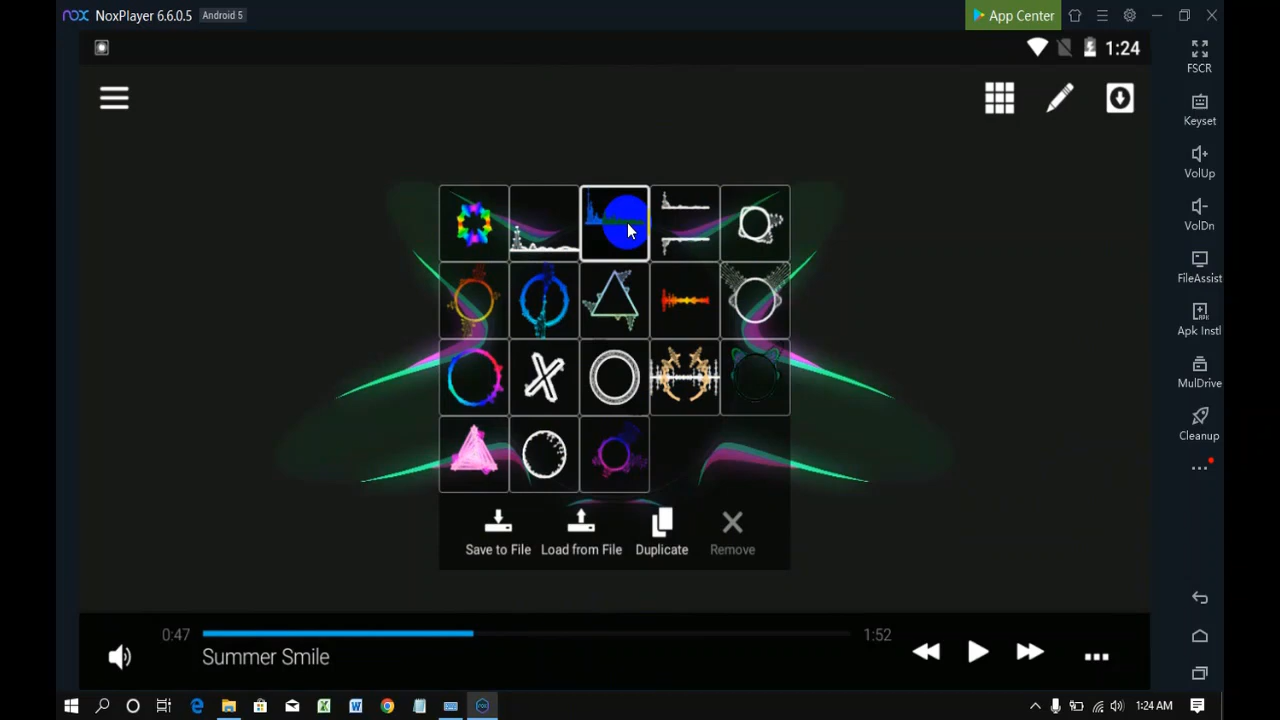 nox NoxPlayer 6.6.0.5 Android 5
App Center
1:24
FSCR
Keyset
VolUp
VolDn
FileAssist
Apk Instl
MulDrive
Cleanup
Save to File
Load from File
Duplicate
Remove
0:47
1:52
Summer Smile
1:24 AM